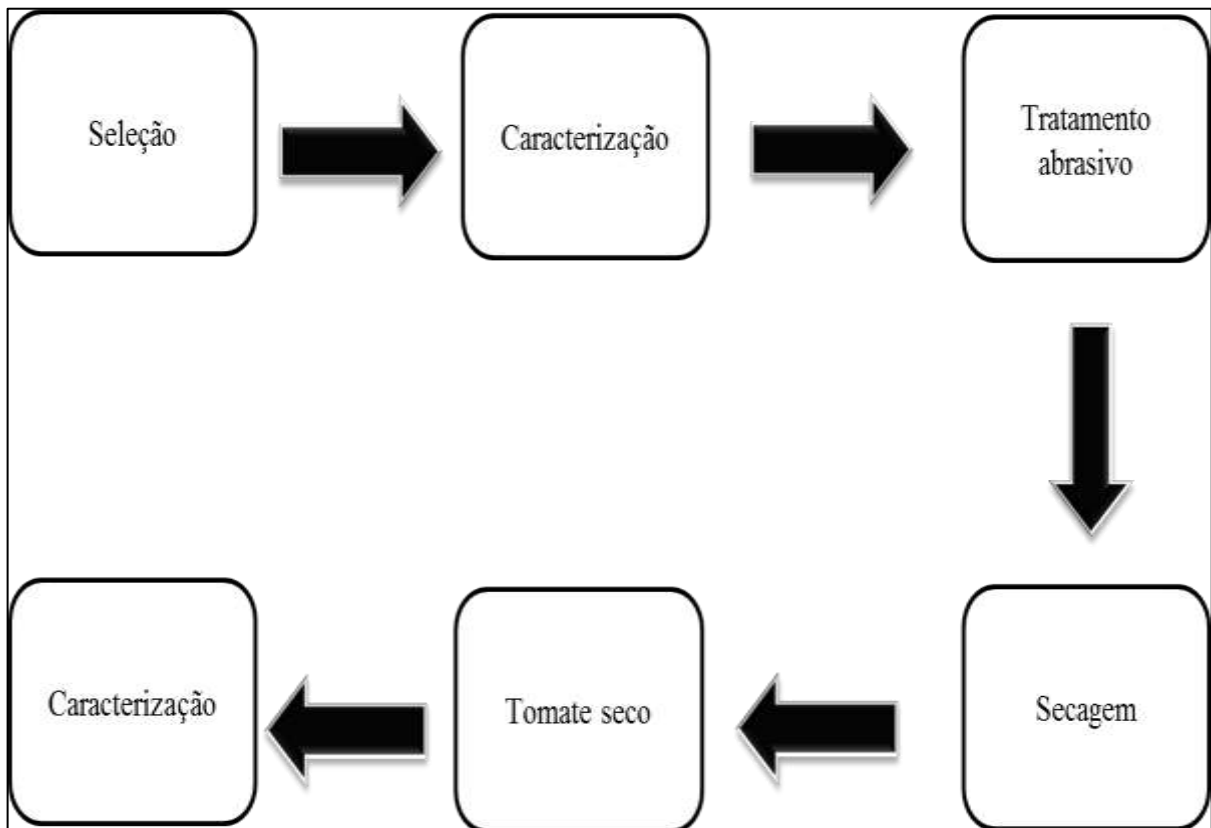 Seleção
Caracterização
Tratamento
abrasivo
Secagem
Tomate seco
Caracterização